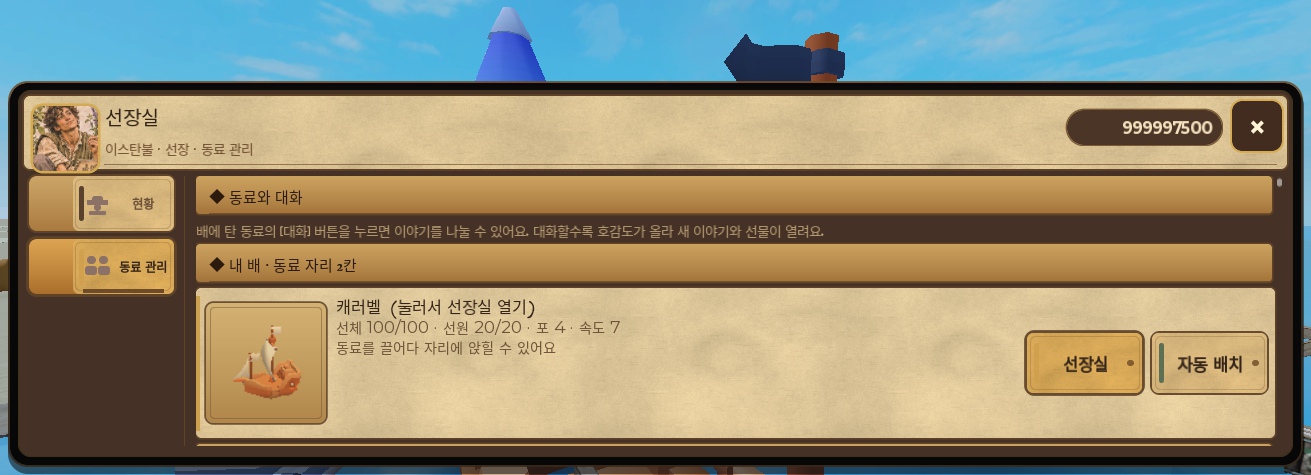 선장실
이스탄불 · 선장 · 동료 관리
999997500
현황
동료 관리
◆ 동료와 대화
배에 탄 동료의 [대화] 버튼을 누르면 이야기를 나눌 수 있어요. 대화할수록 호감도가 올라 새 이야기와 선물이 열려요.
◆ 내 배 · 동료 자리 2칸
캐러벨 (눌러서 선장실 열기)
선체 100/100 · 선원 20/20 · 포 4 · 속도 7
동료를 끌어다 자리에 앉힐 수 있어요
선장실
자동 배치